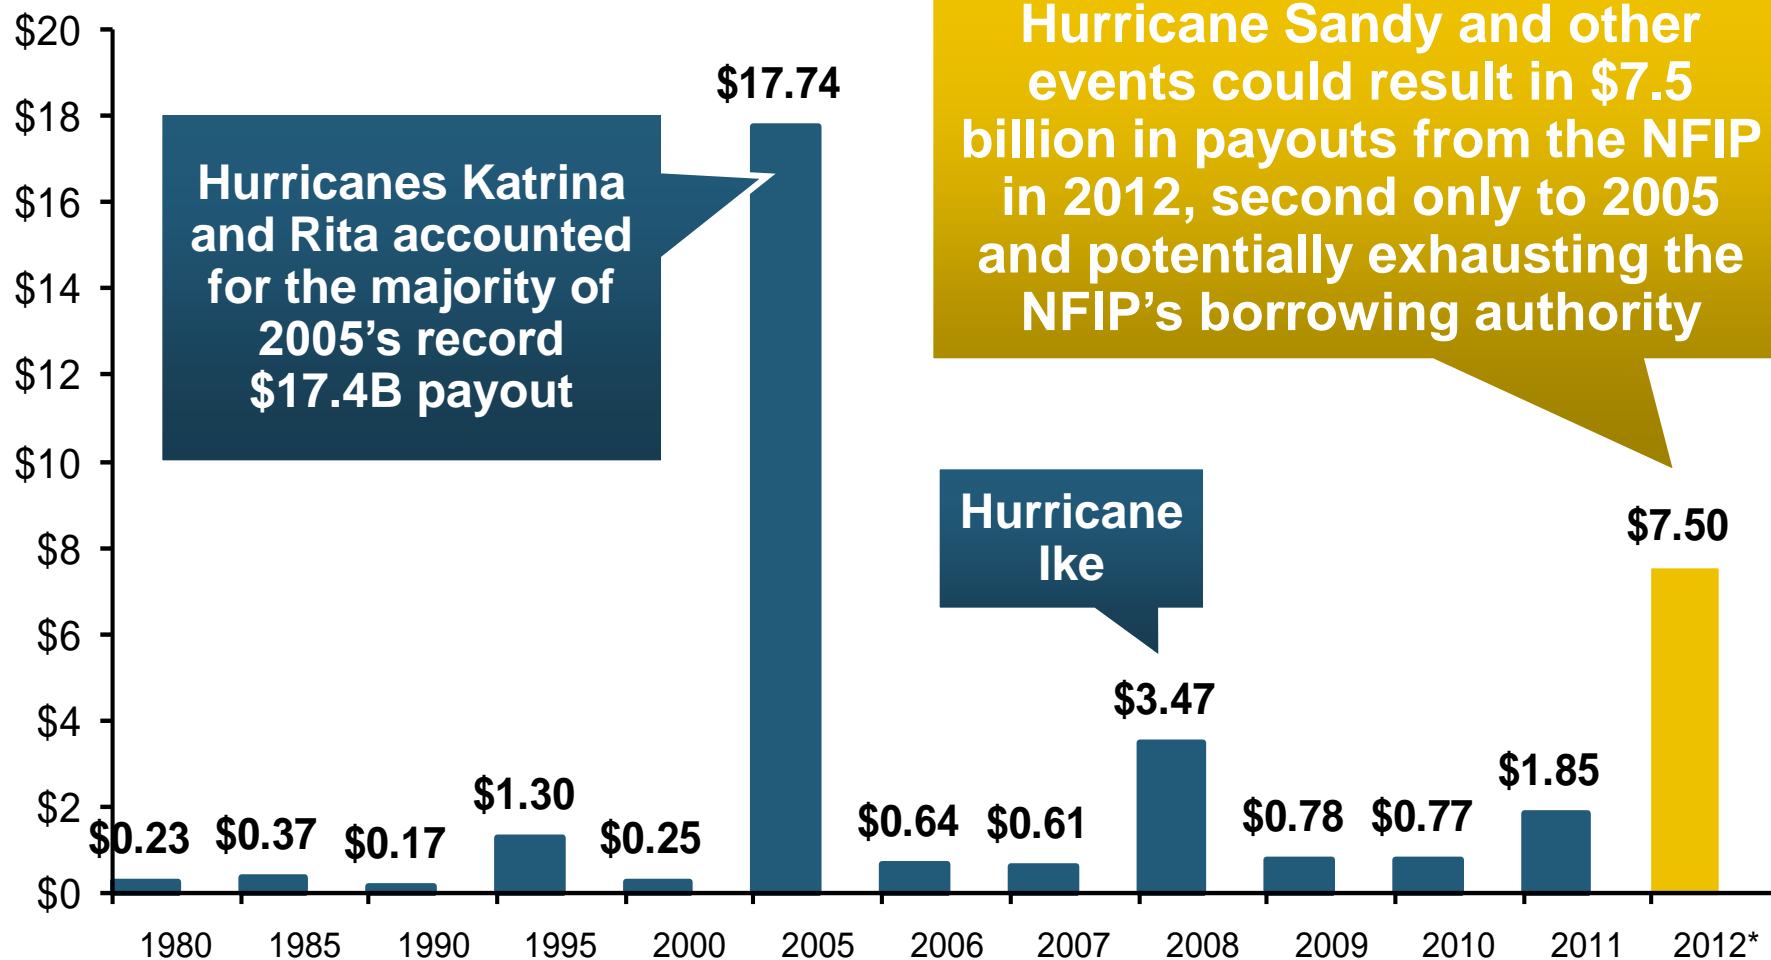 Hurricane Sandy and other
events could result in $7.5
billion in payouts from the NFIP
in 2012, second only to 2005
and potentially exhausting the
NFIP’s borrowing authority
Hurricanes Katrina
and Rita accounted
for the majority of
2005’s record
$17.4B payout
Hurricane
Ike
$20
$18
$16
$14
$12
$10
$8
$6
$4
$2
$0
$0.23
$0.37
$0.17
$1.30
$0.25
$17.74
$0.64
$0.61
$3.47
$0.78
$0.77
$1.85
$7.50
1980
1985
1990
1995
2000
2005
2006
2007
2008
2009
2010
2011
2012*